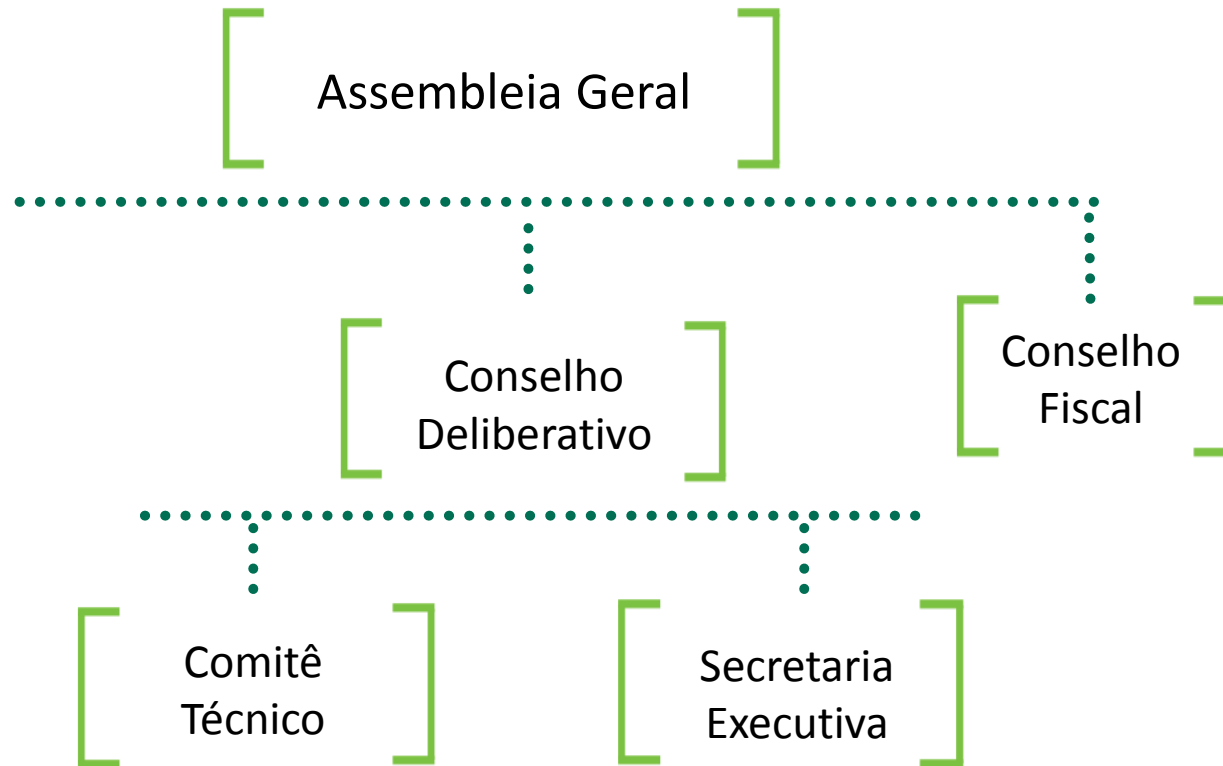 Assembleia Geral
Conselho
Deliberativo
Conselho
Fiscal
Comitê
Técnico
Secretaria
Executiva